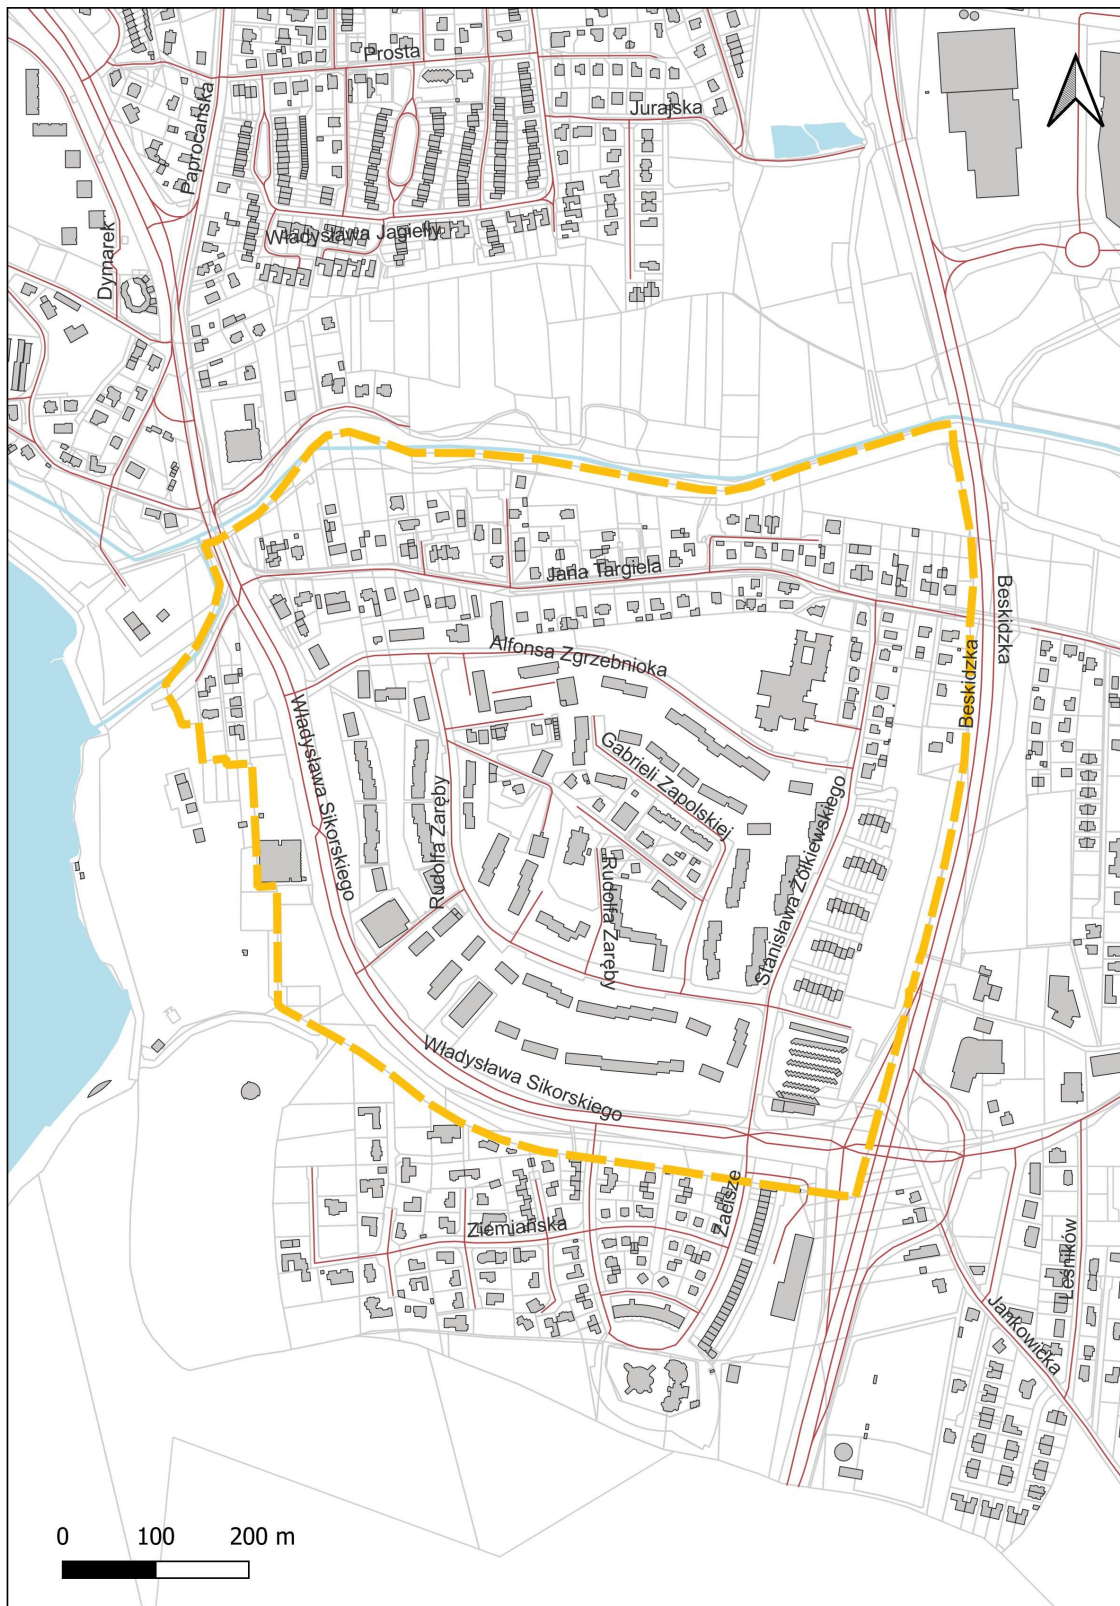 Prosta
Paprocańska
Jurajska
Władysława Jagiełły
Dymarek
Jana Targiela
Beskidzka
Alfonsa Zgrzebnioka
Beskidzka
Władysława Sikorskiego
Gabrieli Zapolskiej
Rudolfa Zaręby
Stanisława Żółkiewskiego
Rudolfa Zaręby
Władysława Sikorskiego
Zacisze
Ziemiańska
Leśników
Jankowicka
0 100 200 m